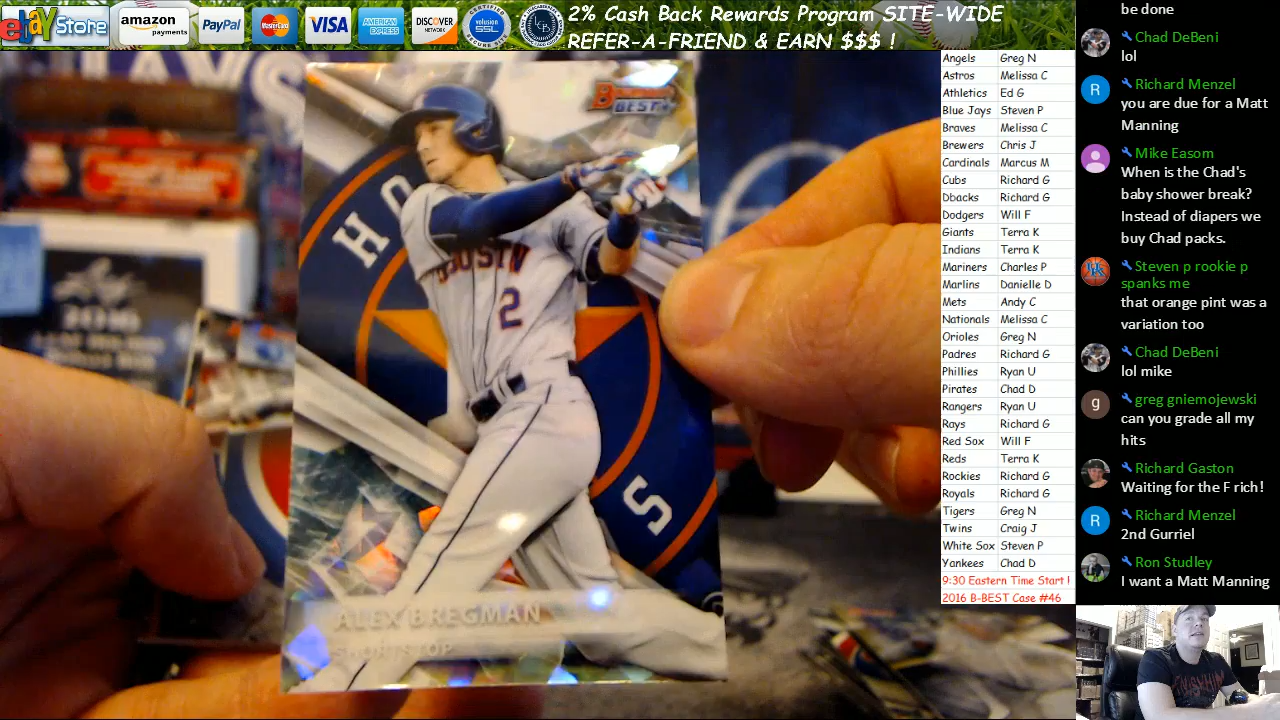 ebay Store
amazon
payments
PayPal
MasterCard
VISA
AMERICAN
EXPRESS
DISCOVER
NETWORK
volusion
SSL
2% Cash Back Rewards Program SITE-WIDE
REFER-A-FRIEND & EARN $$$ !
BEST
HO
HOUSTN
2
S
ALEX BREGMAN
SHORTSTOP
Angels Greg N
Astros Melissa C
Athletics Ed G
Blue Jays Steven P
Braves Melissa C
Brewers Chris J
Cardinals Marcus M
Cubs Richard G
Dbacks Richard G
Dodgers Will F
Giants Terra K
Indians Terra K
Mariners Charles P
Marlins Danielle D
Mets Andy C
Nationals Melissa C
Orioles Greg N
Padres Richard G
Phillies Ryan U
Pirates Chad D
Rangers Ryan U
Rays Richard G
Red Sox Will F
Reds Terra K
Rockies Richard G
Royals Richard G
Tigers Greg N
Twins Craig J
White Sox Steven P
Yankees Chad D
9:30 Eastern Time Start !
2016 B-BEST Case #46
be done
Chad DeBeni
lol
R
Richard Menzel
you are due for a Matt
Manning
Mike Easom
When is the Chad's
baby shower break?
Instead of diapers we
buy Chad packs.
Steven p rookie p
spanks me
that orange pint was a
variation too
Chad DeBeni
lol mike
g
greg gniemojewski
can you grade all my
hits
Richard Gaston
Waiting for the F rich!
R
Richard Menzel
2nd Gurriel
Ron Studley
I want a Matt Manning